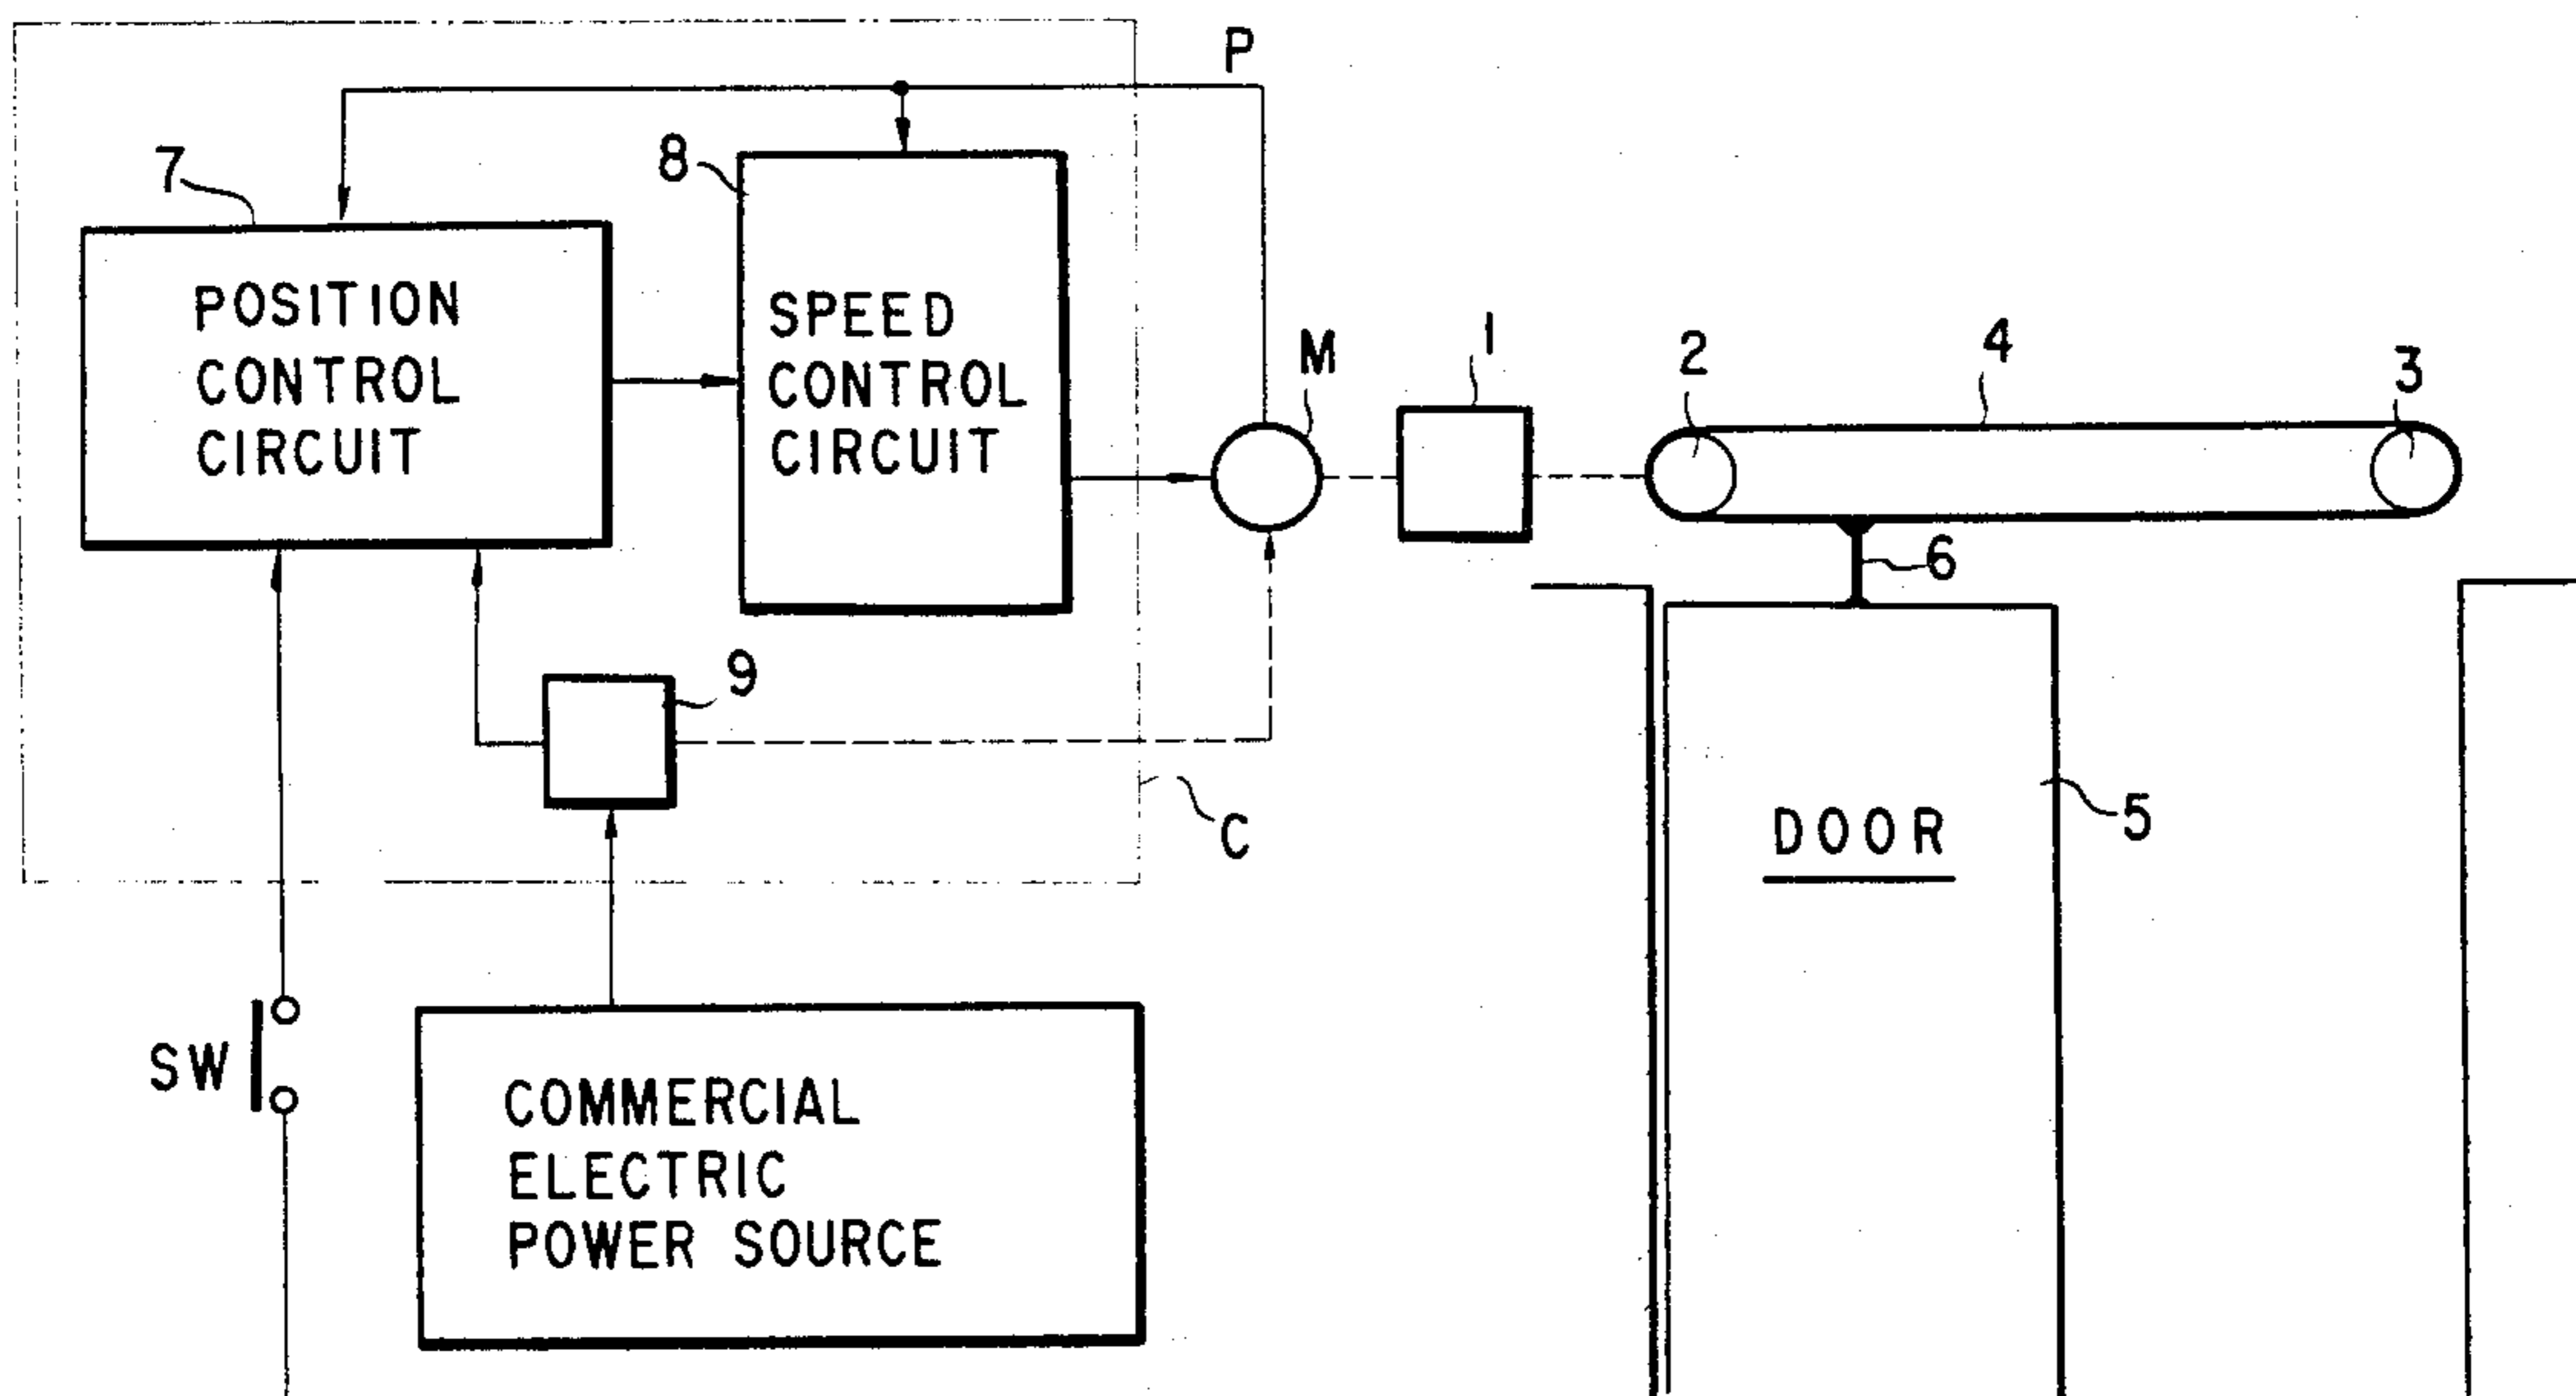 P
7
8
POSITION
CONTROL
CIRCUIT
SPEED
CONTROL
CIRCUIT
M
1
2
4
3
6
9
C
DOOR
5
SW
COMMERCIAL
ELECTRIC
POWER SOURCE